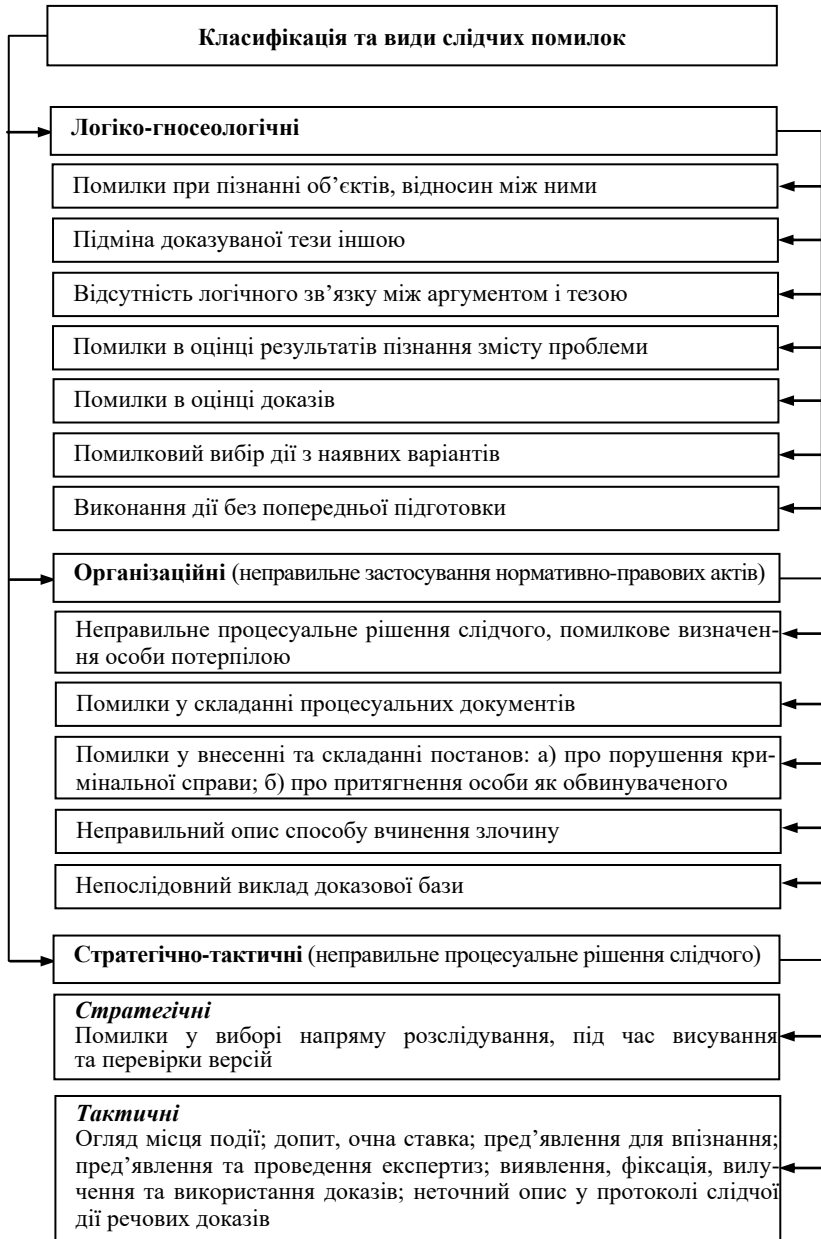 Класифікація та види слідчих помилок
Логіко-гносеологічні
Помилки при пізнанні об’єктів, відносин між ними
Підміна доказуваної тези іншою
Відсутність логічного зв’язку між аргументом і тезою
Помилки в оцінці результатів пізнання змісту проблеми
Помилки в оцінці доказів
Помилковий вибір дії з наявних варіантів
Виконання дії без попередньої підготовки
Організаційні (неправильне застосування нормативно-правових актів)
Неправильне процесуальне рішення слідчого, помилкове визначен-
ня особи потерпілою
Помилки у складанні процесуальних документів
Помилки у внесенні та складанні постанов: а) про порушення кри-
мінальної справи; б) про притягнення особи як обвинуваченого
Неправильний опис способу вчинення злочину
Непослідовний виклад доказової бази
Стратегічно-тактичні (неправильне процесуальне рішення слідчого)
Стратегічні
Помилки у виборі напряму розслідування, під час висування
та перевірки версій
Тактичні
Огляд місця події; допит, очна ставка; пред’явлення для впізнання;
пред’явлення та проведення експертиз; виявлення, фіксація, вилу-
чення та використання доказів; неточний опис у протоколі слідчої
дії речових доказів